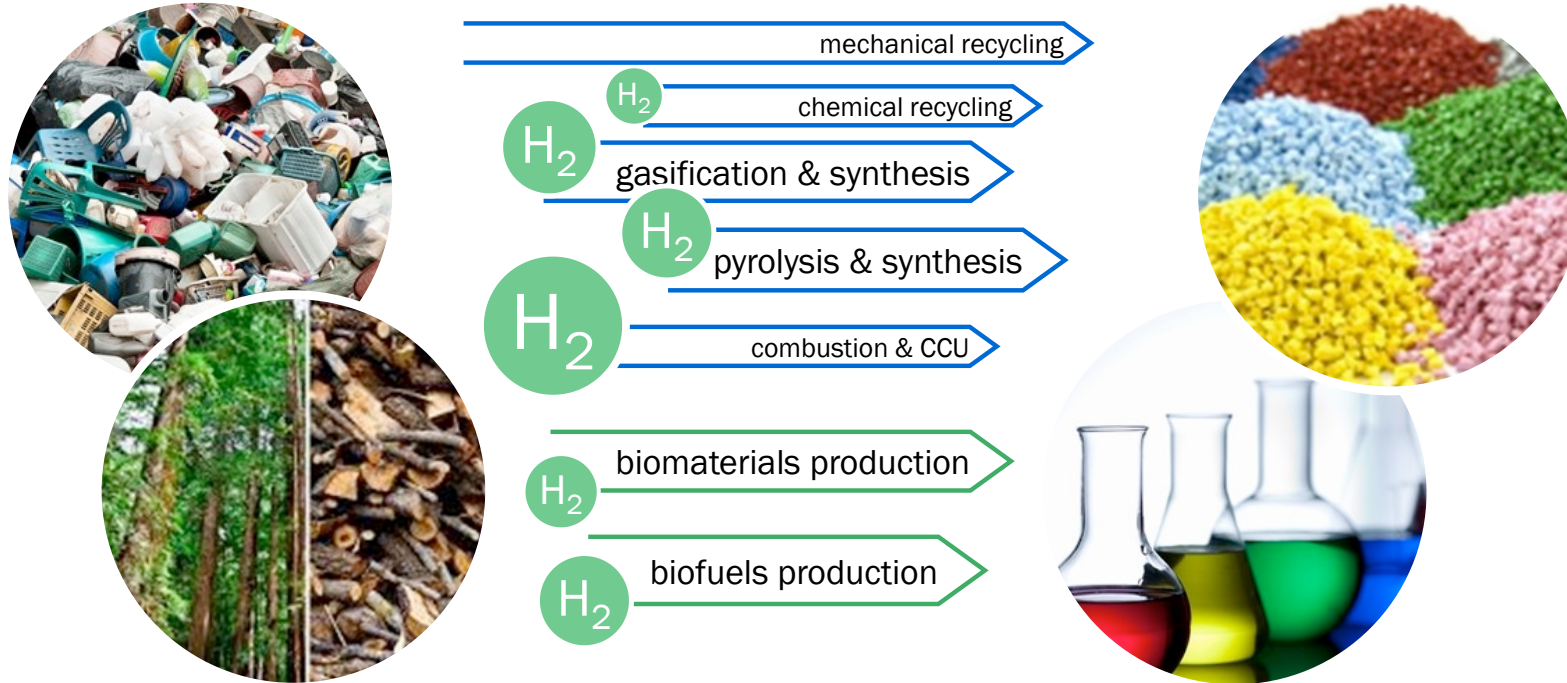 mechanical recycling
H₂
chemical recycling
H₂
gasification & synthesis
H₂
pyrolysis & synthesis
H₂
combustion & CCU
biomaterials production
H₂
biofuels production
H₂